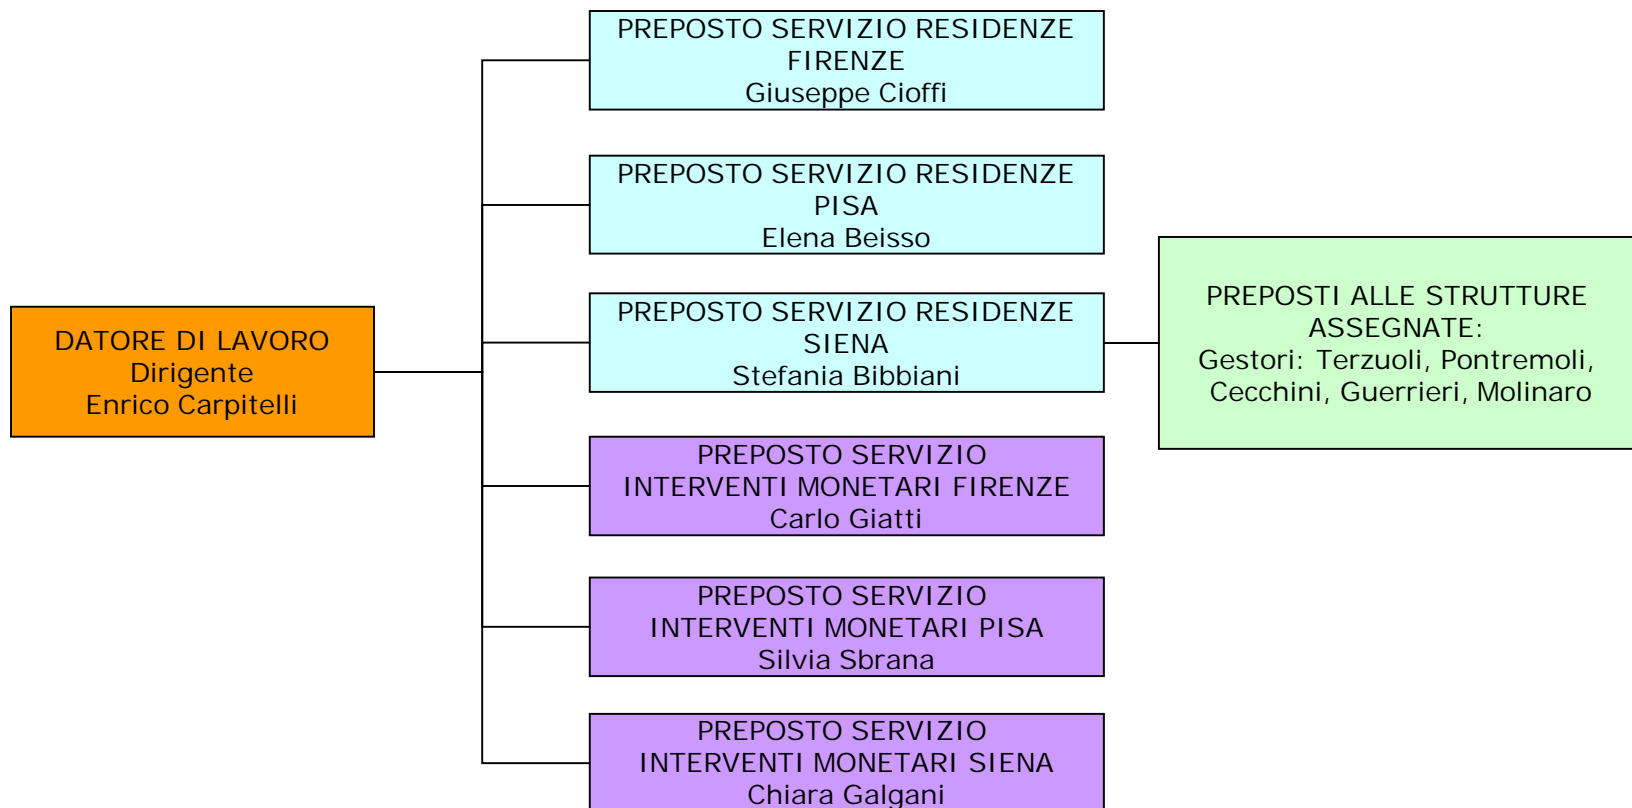 PREPOSTO SERVIZIO RESIDENZE
FIRENZE
Giuseppe Cioffi
PREPOSTO SERVIZIO RESIDENZE
PISA
Elena Beisso
PREPOSTO SERVIZIO RESIDENZE
SIENA
Stefania Bibbiani
PREPOSTI ALLE STRUTTURE
ASSEGNATE:
Gestori: Terzuoli, Pontremoli,
Cecchini, Guerrieri, Molinaro
DATORE DI LAVORO
Dirigente
Enrico Carpitelli
PREPOSTO SERVIZIO
INTERVENTI MONETARI FIRENZE
Carlo Giatti
PREPOSTO SERVIZIO
INTERVENTI MONETARI PISA
Silvia Sbrana
PREPOSTO SERVIZIO
INTERVENTI MONETARI SIENA
Chiara Galgani